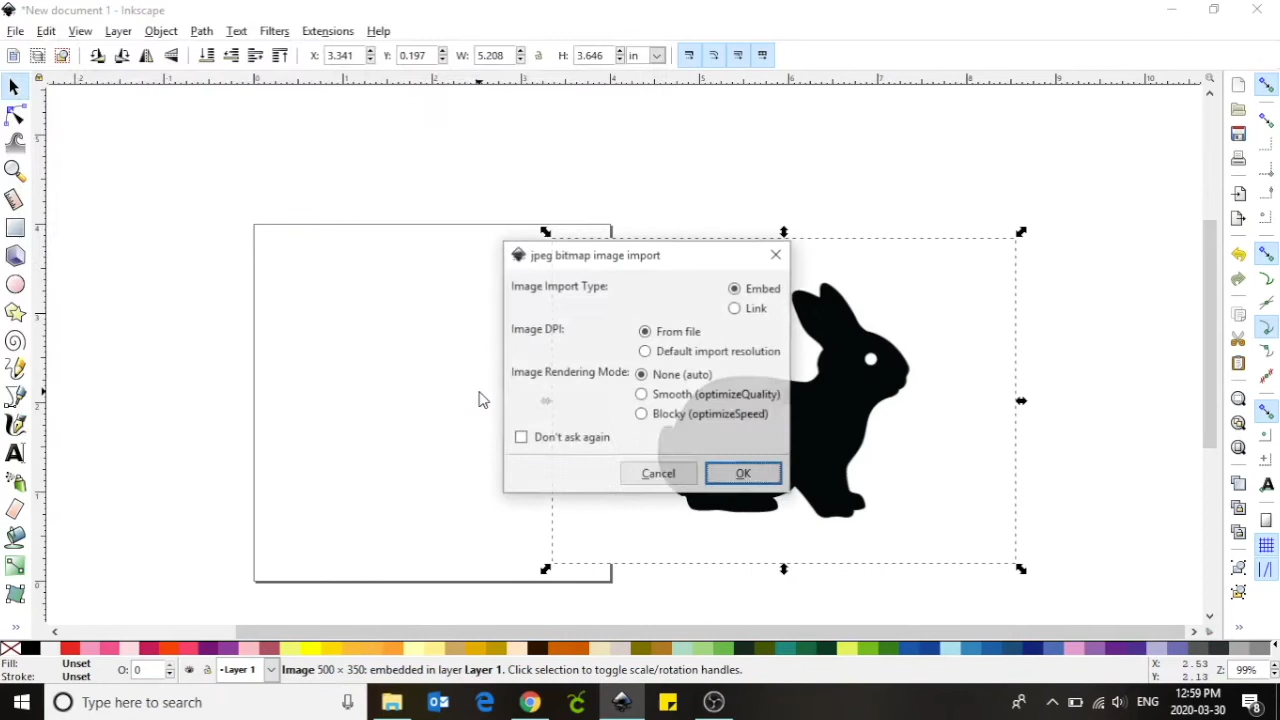 *New document 1 - Inkscape
File Edit View Layer Object Path Text Filters Extensions Help
X: 3.341 Y: 0.197 W: 5.208 H: 3.646 in
jpeg bitmap image import
Image Import Type:
Embed
Link
Image DPI:
From file
Default import resolution
Image Rendering Mode:
None (auto)
Smooth (optimizeQuality)
Blocky (optimizeSpeed)
Don't ask again
Cancel OK
Fill: Unset
Stroke: Unset
O: 0
Layer 1
Image 500 × 350: embedded in layer Layer 1. Click selection to toggle scale/rotation handles.
X: 2.53
Y: 2.13
Z: 99%
Type here to search
ENG
12:59 PM
2020-03-30
8